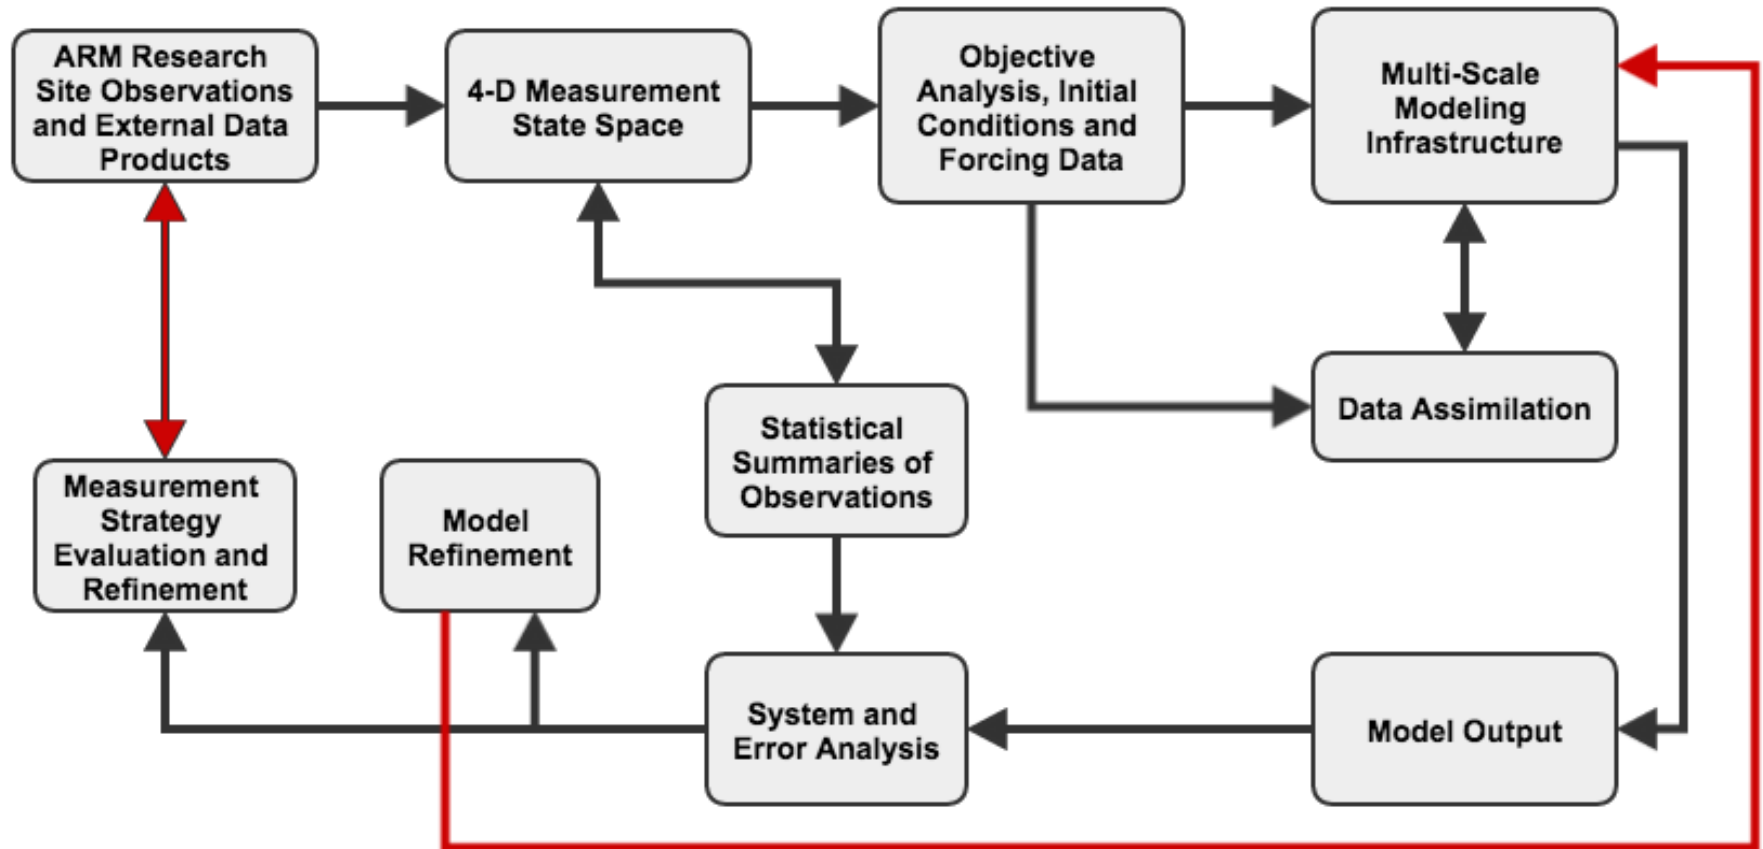 ARM Research
Site Observations
and External Data
Products
4-D Measurement
State Space
Objective
Analysis, Initial
Conditions and
Forcing Data
Multi-Scale
Modeling
Infrastructure
Data Assimilation
Statistical
Summaries of
Observations
Measurement
Strategy
Evaluation and
Refinement
Model
Refinement
System and
Error Analysis
Model Output